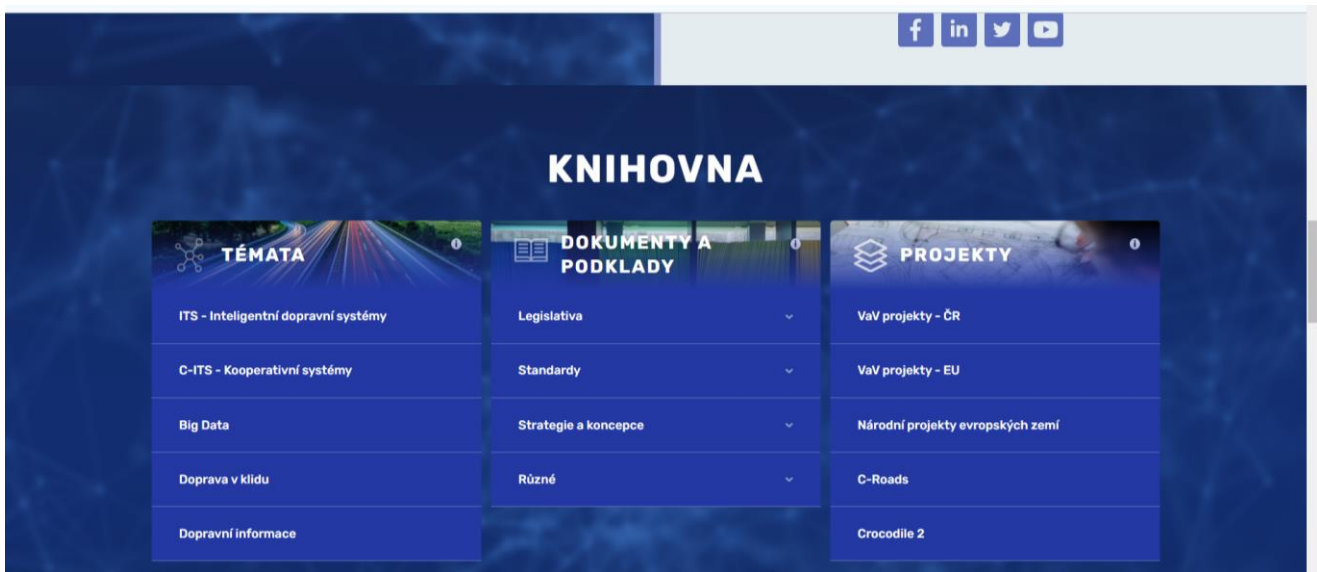 KNIHOVNA
TÉMATA
ITS - Inteligentní dopravní systémy
C-ITS - Kooperativní systémy
Big Data
Doprava v klidu
Dopravní informace
DOKUMENTY A
PODKLADY
Legislativa
Standardy
Strategie a koncepce
Různé
PROJEKTY
VaV projekty - ČR
VaV projekty - EU
Národní projekty evropských zemí
C-Roads
Crocodile 2